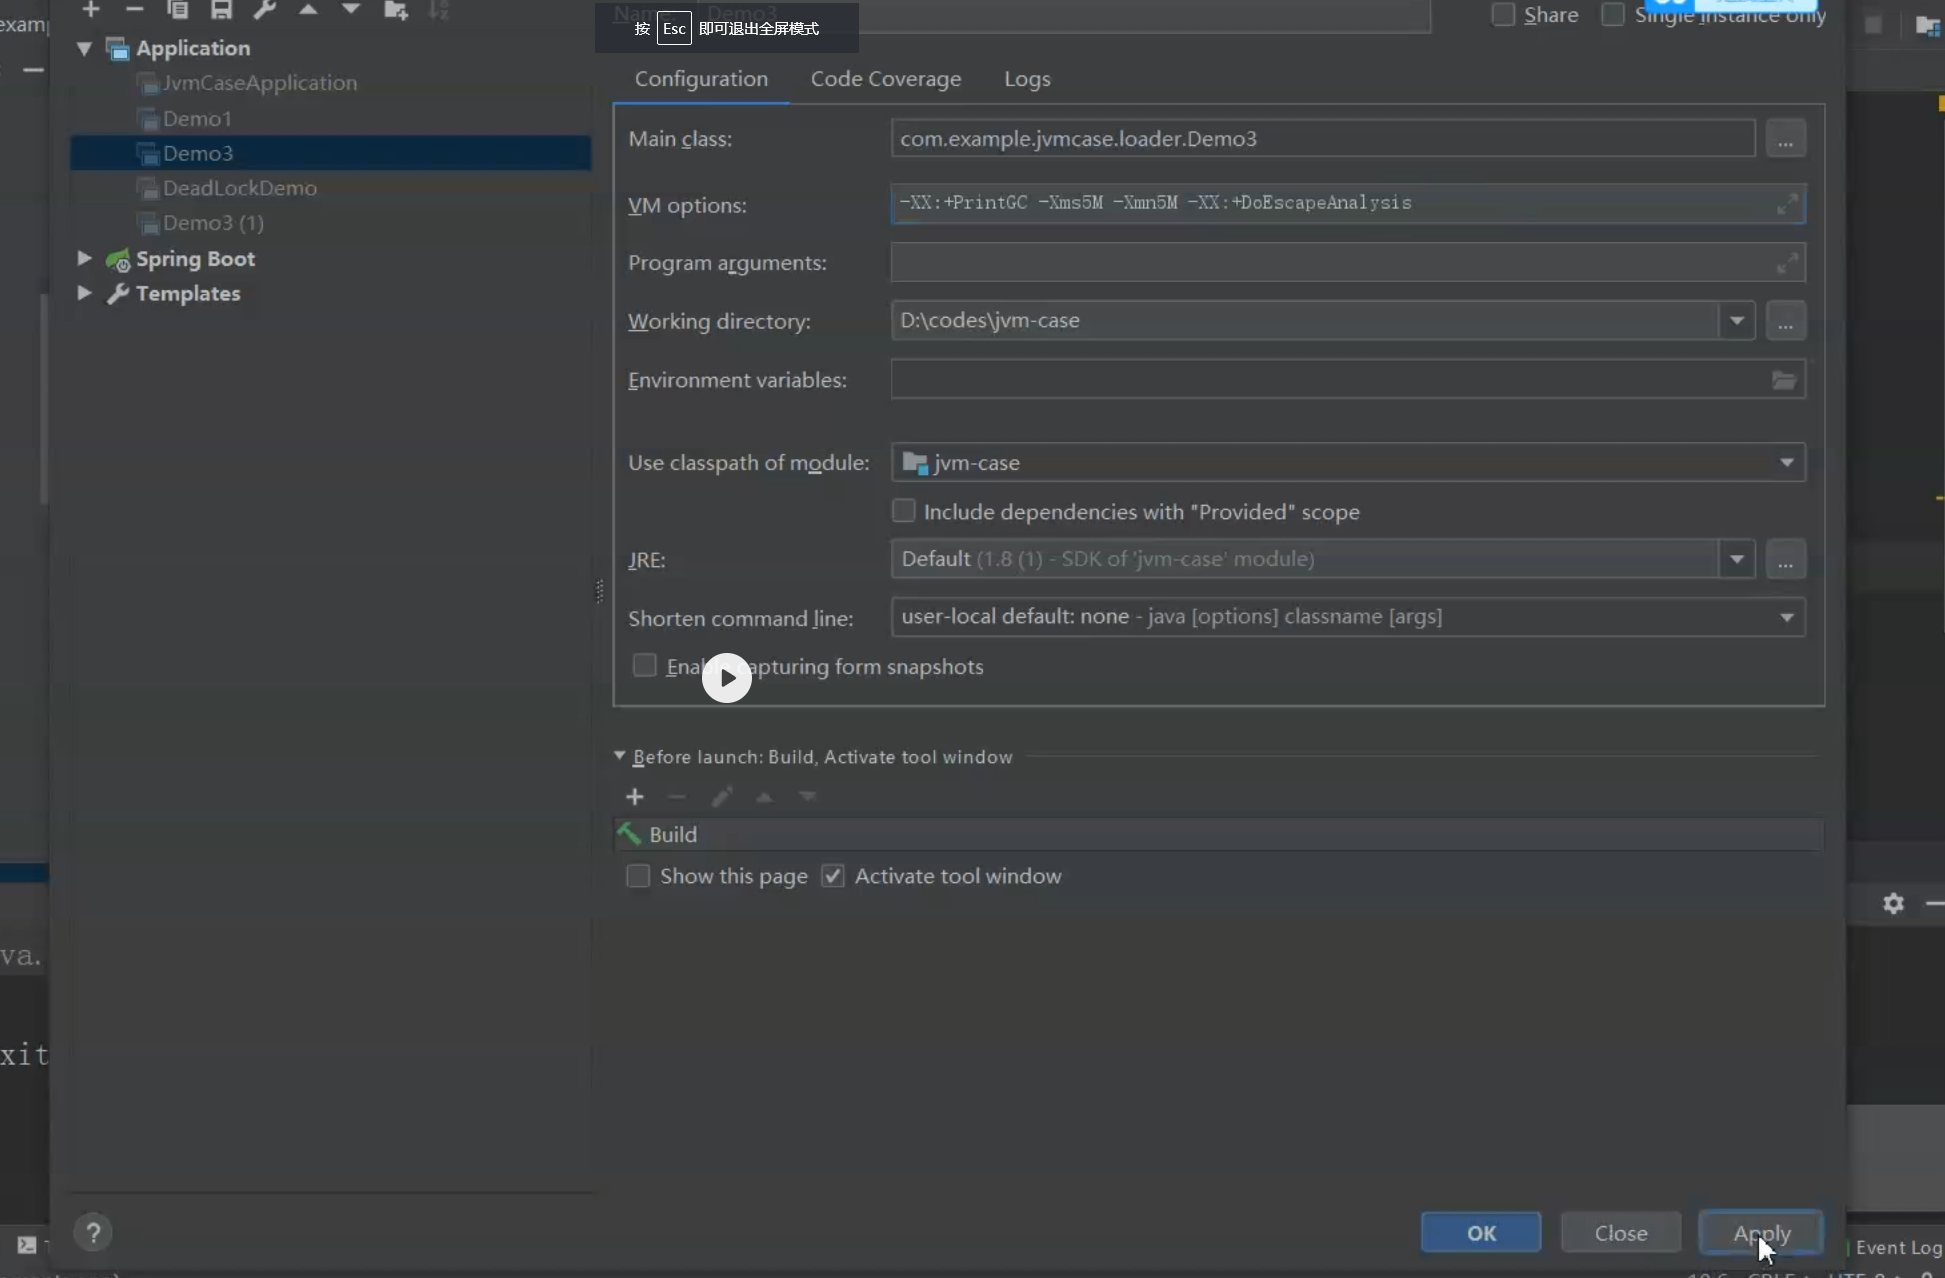 exam
Name: Demo3
按 Esc 即可退出全屏模式
Share
Single instance only
Application
JvmCaseApplication
Demo1
Demo3
DeadLockDemo
Demo3 (1)
Spring Boot
Templates
Configuration Code Coverage Logs
Main class: com.example.jvmcase.loader.Demo3 ...
VM options: -XX:+PrintGC -Xms5M -Xmn5M -XX:+DoEscapeAnalysis
Program arguments:
Working directory: D:\codes\jvm-case ...
Environment variables:
Use classpath of module: jvm-case
Include dependencies with "Provided" scope
JRE: Default (1.8 (1) - SDK of 'jvm-case' module) ...
Shorten command line: user-local default: none - java [options] classname [args]
Enable capturing form snapshots
Before launch: Build, Activate tool window
Build
Show this page Activate tool window
va.
xit
?
OK Close Apply
Event Log